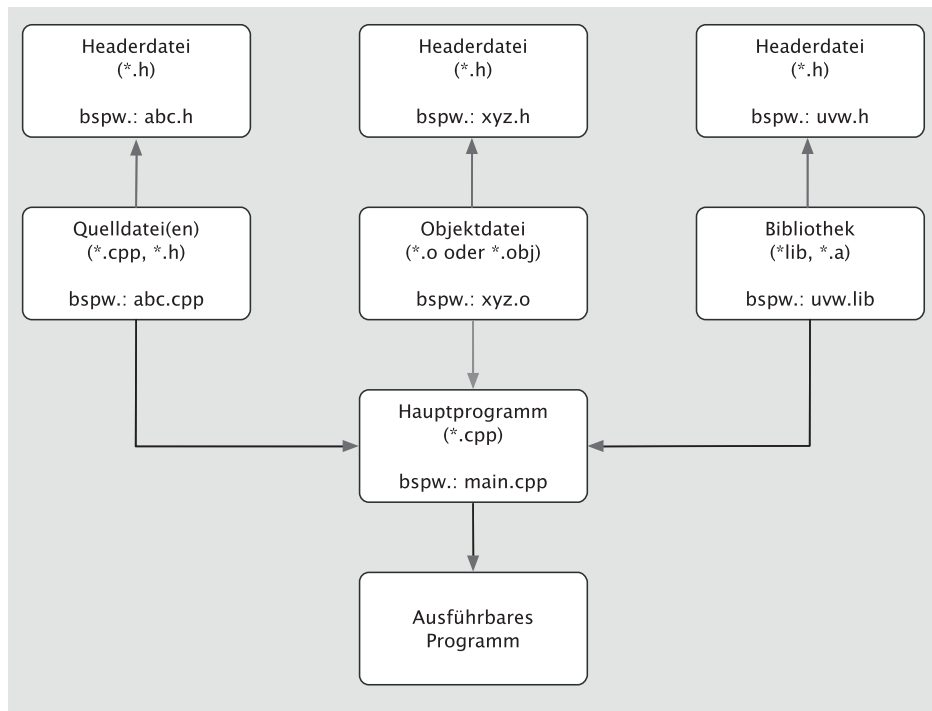 Headerdatei
(*.h)
bspw.: abc.h
Headerdatei
(*.h)
bspw.: xyz.h
Headerdatei
(*.h)
bspw.: uvw.h
Quelldatei(en)
(*.cpp, *.h)
bspw.: abc.cpp
Objektdatei
(*.o oder *.obj)
bspw.: xyz.o
Bibliothek
(*lib, *.a)
bspw.: uvw.lib
Hauptprogramm
(*.cpp)
bspw.: main.cpp
Ausführbares
Programm